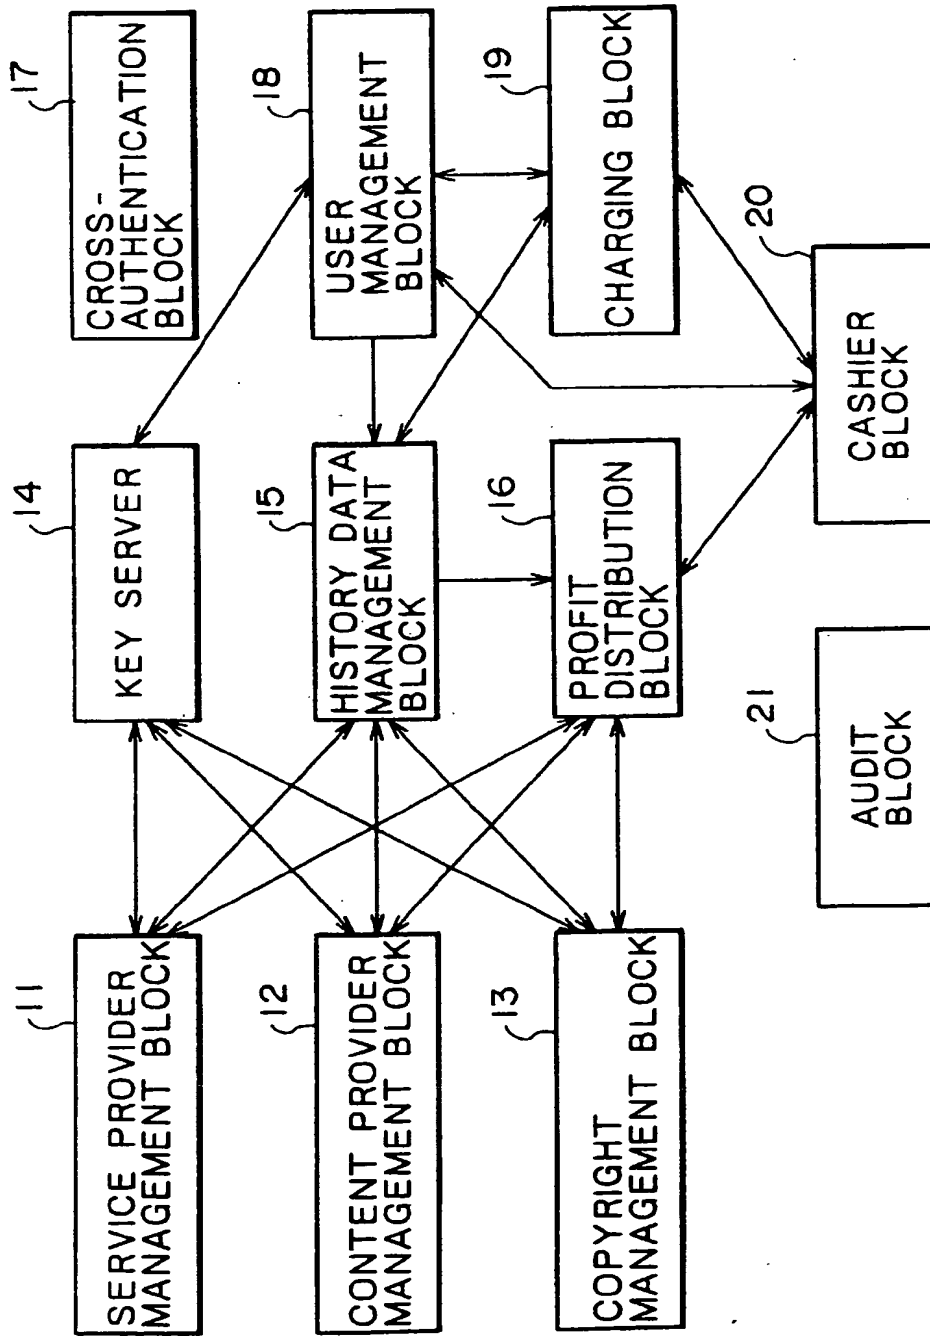 11
SERVICE PROVIDER
MANAGEMENT BLOCK
12
CONTENT PROVIDER
MANAGEMENT BLOCK
13
COPYRIGHT
MANAGEMENT BLOCK
14
KEY SERVER
15
HISTORY DATA
MANAGEMENT
BLOCK
16
PROFIT
DISTRIBUTION
BLOCK
17
CROSS-
AUTHENTICATION
BLOCK
18
USER
MANAGEMENT
BLOCK
19
CHARGING BLOCK
20
CASHIER
BLOCK
21
AUDIT
BLOCK